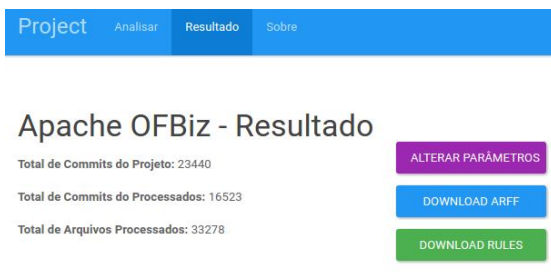 Project Analisar Resultado Sobre
Apache OFBiz - Resultado
Total de Commits do Projeto: 23440
Total de Commits do Processados: 16523
Total de Arquivos Processados: 33278
ALTERAR PARÂMETROS
DOWNLOAD ARFF
DOWNLOAD RULES